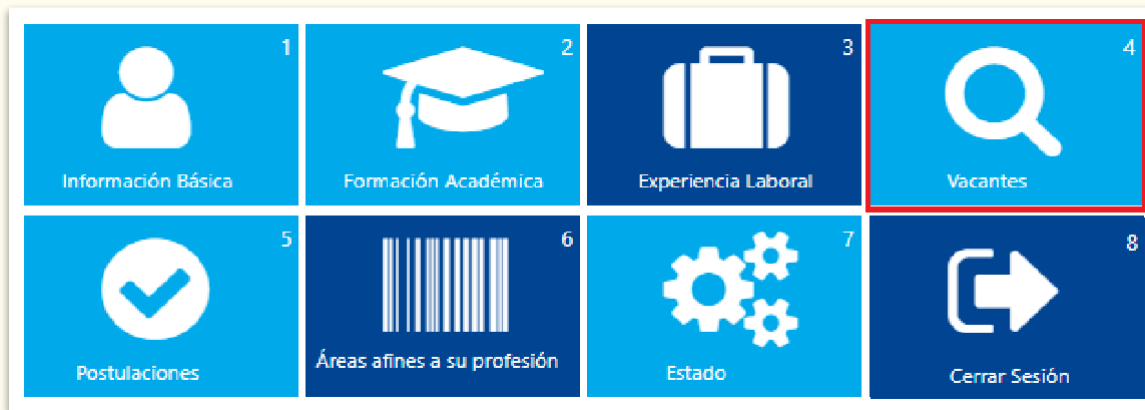 1
Información Básica
2
Formación Académica
3
Experiencia Laboral
4
Vacantes
5
Postulaciones
6
Áreas afines a su profesión
7
Estado
8
Cerrar Sesión